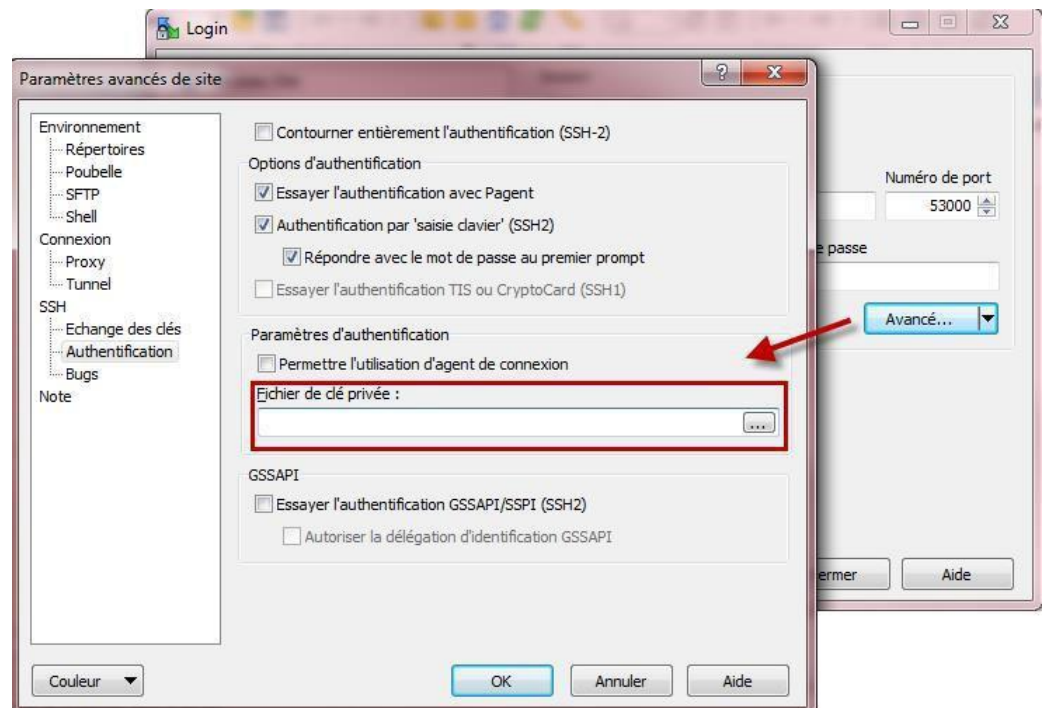 Login
Paramètres avancés de site
Environnement
Répertoires
Poubelle
SFTP
Shell
Connexion
Proxy
Tunnel
SSH
Echange des clés
Authentification
Bugs
Note
Contourner entièrement l'authentification (SSH-2)
Options d'authentification
Essayer l'authentification avec Pagent
Authentification par 'saisie clavier' (SSH2)
Répondre avec le mot de passe au premier prompt
Essayer l'authentification TIS ou CryptoCard (SSH1)
Paramètres d'authentification
Permettre l'utilisation d'agent de connexion
Fichier de clé privée :
...
GSSAPI
Essayer l'authentification GSSAPI/SSPI (SSH2)
Autoriser la délégation d'identification GSSAPI
Couleur
OK
Annuler
Aide
Numéro de port
53000
e passe
Avancé...
ermer
Aide